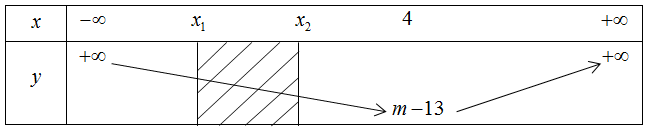 x −∞ x₁ x₂ 4 +∞
+∞ +∞
y
m −13